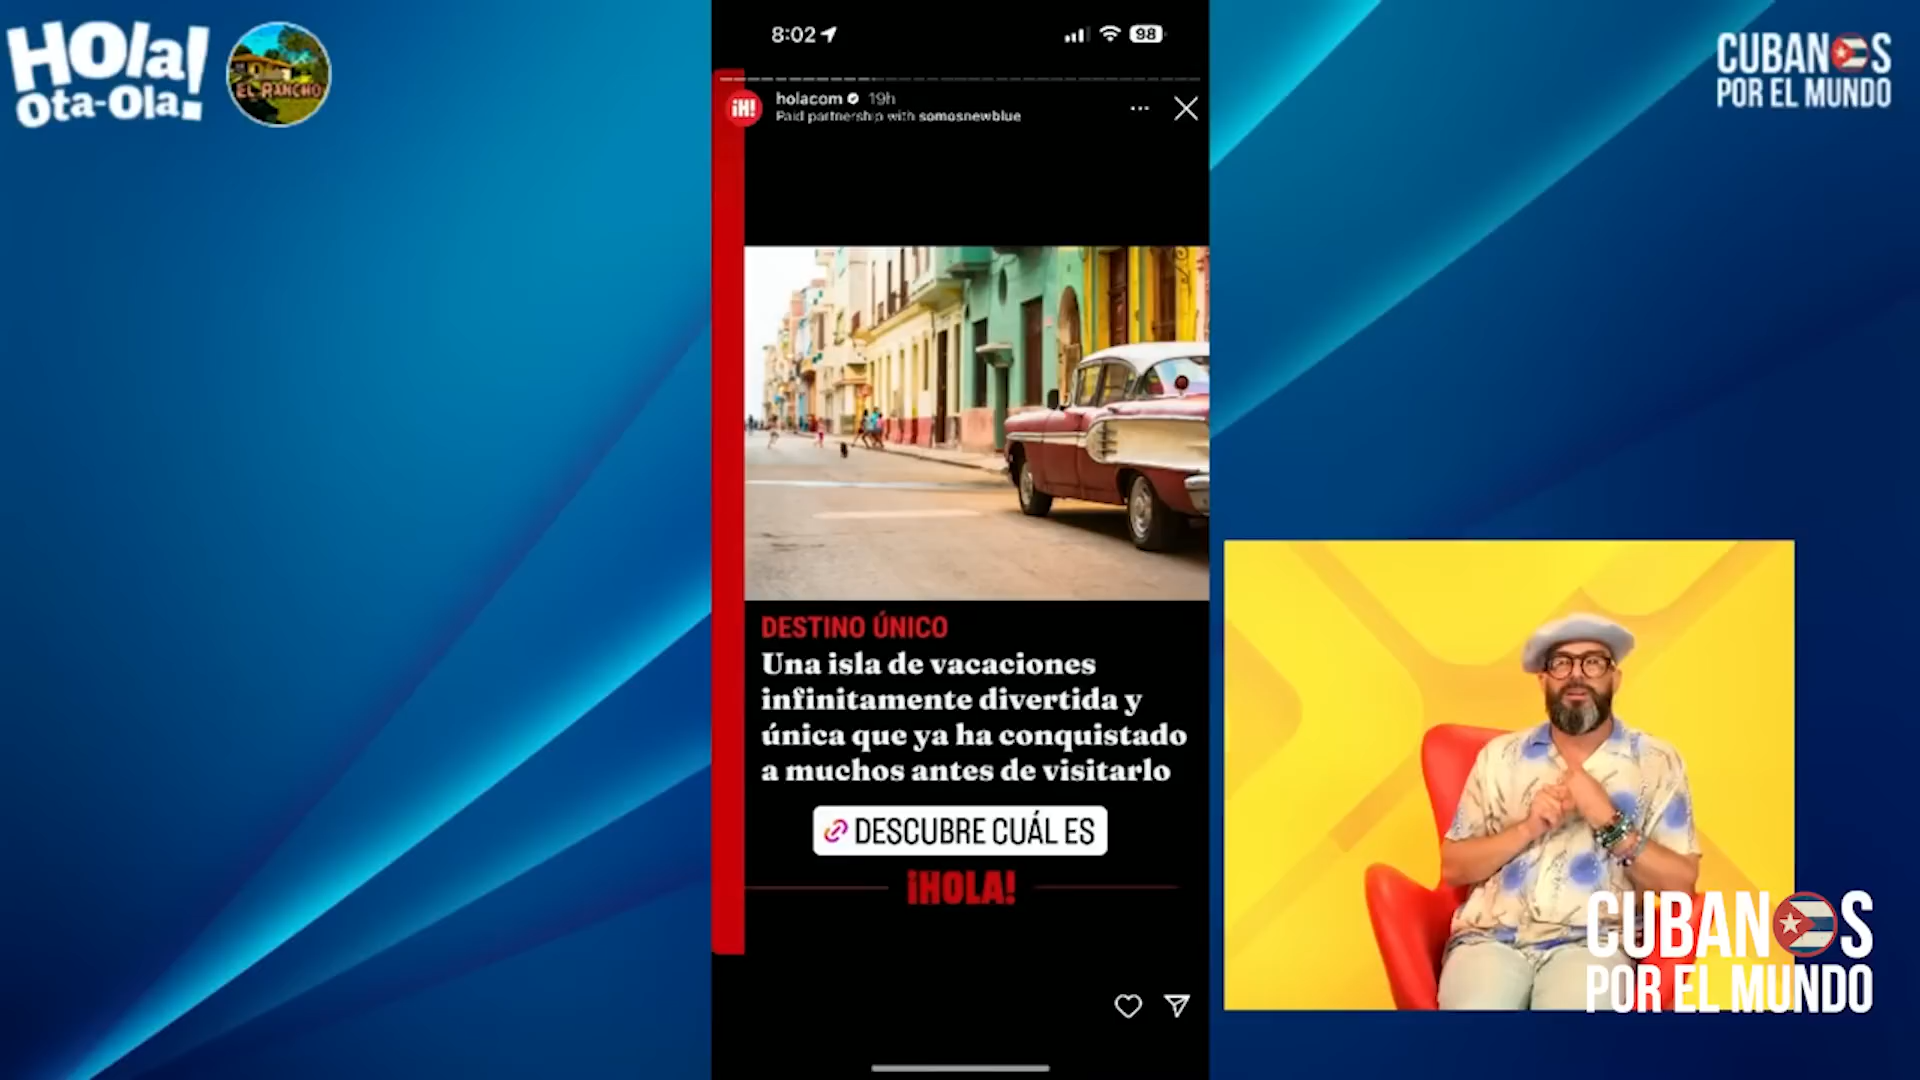 HOla!
Ota-Ola!
EL RANCHO
CUBANOS
POR EL MUNDO
8:02
98
¡H!
holacom 19h
Paid partnership with somosnewblue
DESTINO ÚNICO
Una isla de vacaciones
infinitamente divertida y
única que ya ha conquistado
a muchos antes de visitarlo
DESCUBRE CUÁL ES
¡HOLA!
CUBANOS
POR EL MUNDO